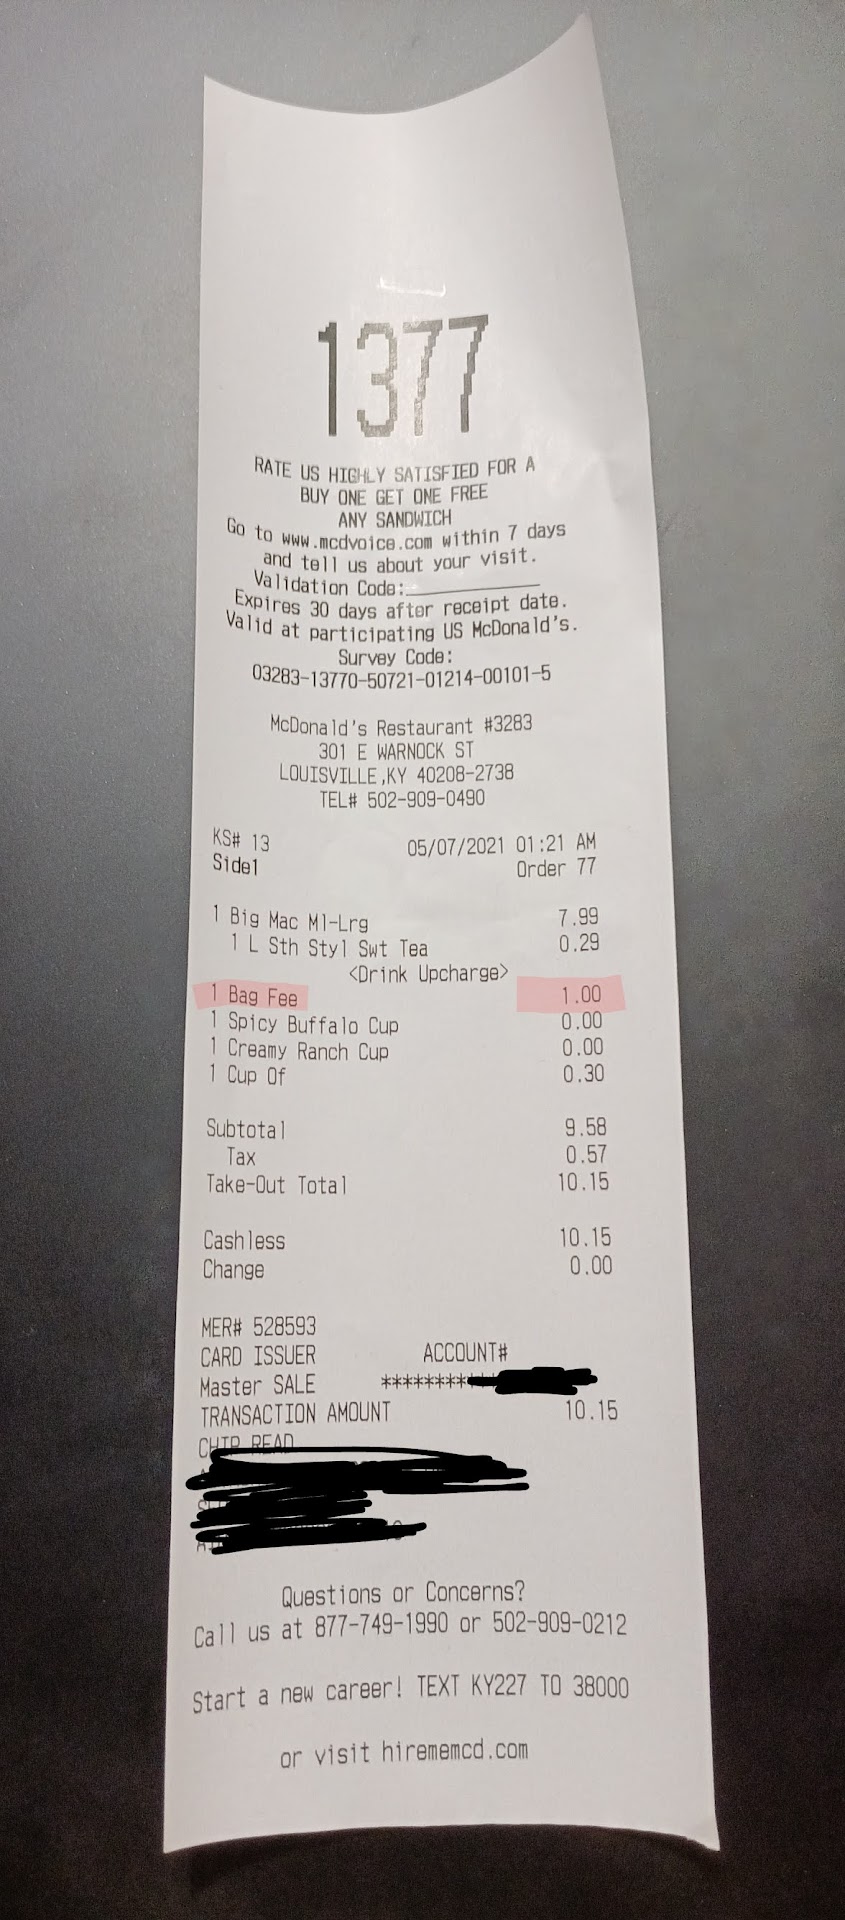 1377
RATE US HIGHLY SATISFIED FOR A
BUY ONE GET ONE FREE
ANY SANDWICH
Go to www.mcdvoice.com within 7 days
and tell us about your visit.
Validation Code:
Expires 30 days after receipt date.
Valid at participating US McDonald's.
Survey Code:
03283-13770-50721-01214-00101-5
McDonald's Restaurant #3283
301 E WARNOCK ST
LOUISVILLE,KY 40208-2738
TEL# 502-909-0490
KS# 13 05/07/2021 01:21 AM
Side1 Order 77
1 Big Mac Ml-Lrg 7.99
1 L Sth Styl Swt Tea 0.29
<Drink Upcharge>
1 Bag Fee 1.00
1 Spicy Buffalo Cup 0.00
1 Creamy Ranch Cup 0.00
1 Cup Of 0.30
Subtotal 9.58
Tax 0.57
Take-Out Total 10.15
Cashless 10.15
Change 0.00
MER# 528593
CARD ISSUER ACCOUNT#
Master SALE ********
TRANSACTION AMOUNT 10.15
CHIP READ
Questions or Concerns?
Call us at 877-749-1990 or 502-909-0212
Start a new career! TEXT KY227 TO 38000
or visit hirememcd.com